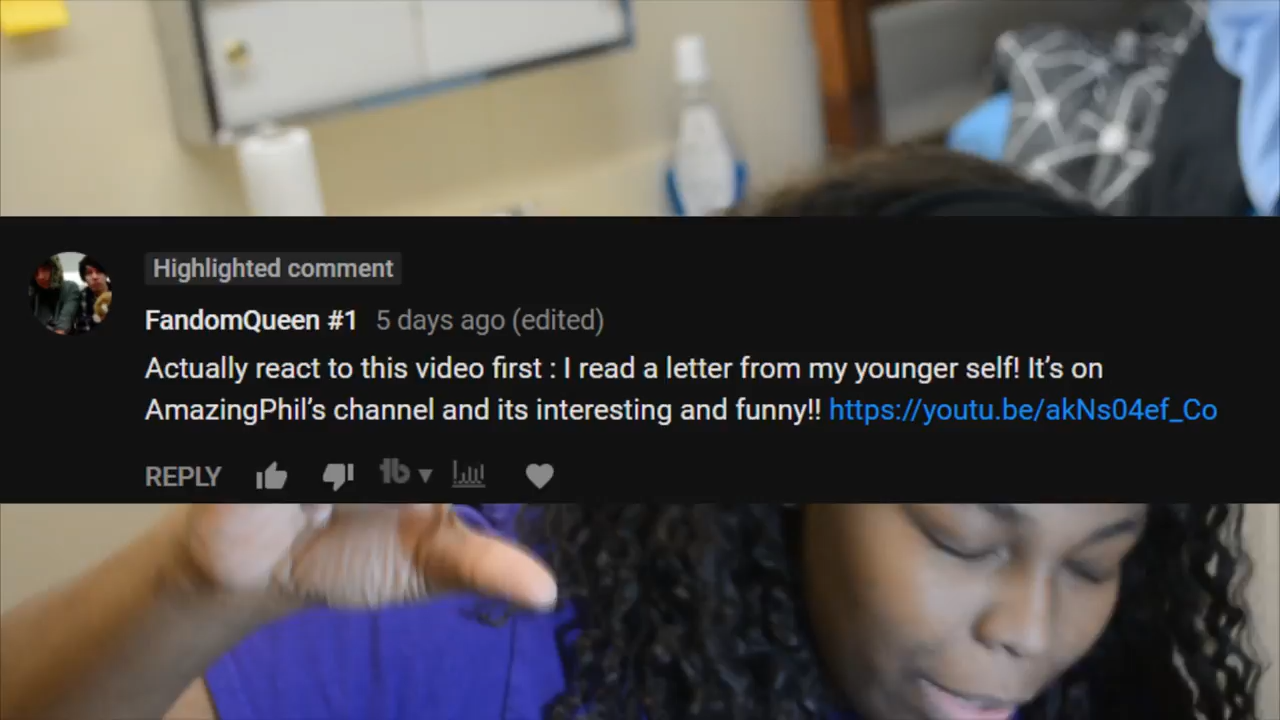 Highlighted comment
FandomQueen #1 5 days ago (edited)
Actually react to this video first : I read a letter from my younger self! It’s on
AmazingPhil’s channel and its interesting and funny!! https://youtu.be/akNs04ef_Co
REPLY